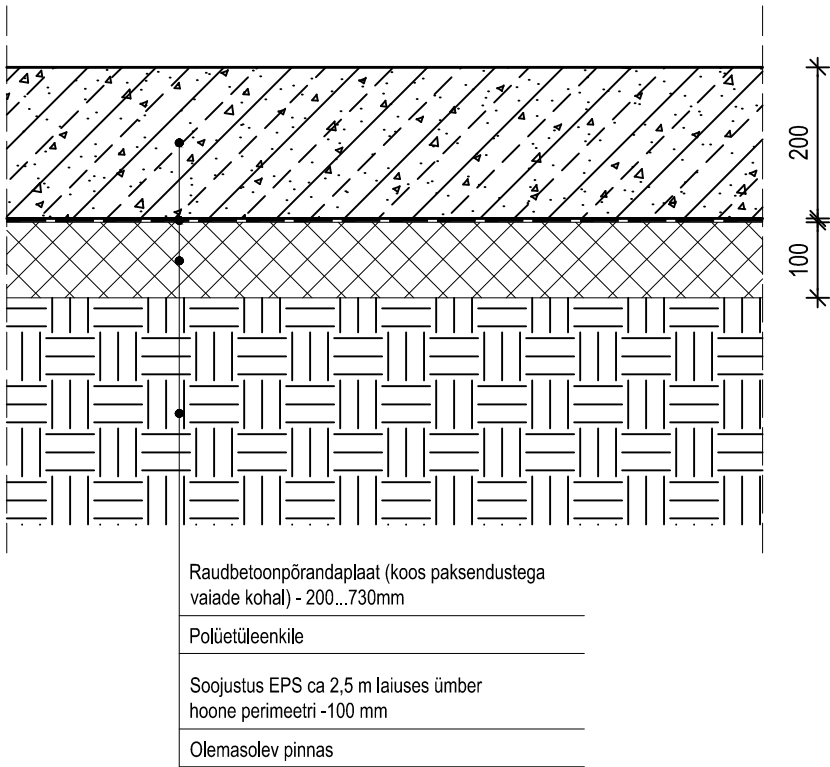 200
100
Raudbetoonpõrandaplaat (koos paksendustega
vaiade kohal) - 200...730mm
Polüetüleenkile
Soojustus EPS ca 2,5 m laiuses ümber
hoone perimeetri -100 mm
Olemasolev pinnas